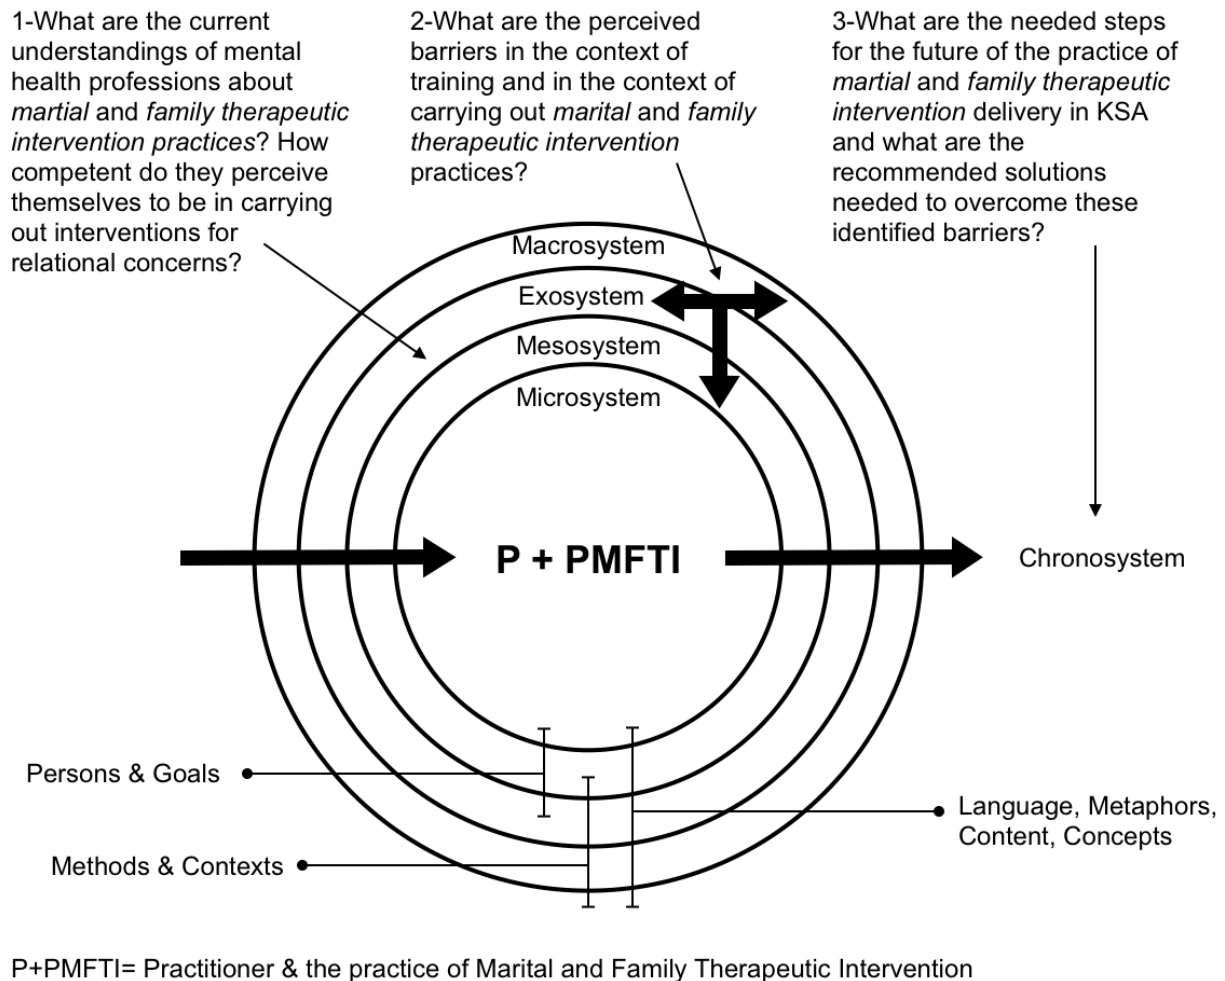 1-What are the current
understandings of mental
health professions about
martial and family therapeutic
intervention practices? How
competent do they perceive
themselves to be in carrying
out interventions for
relational concerns?
2-What are the perceived
barriers in the context of
training and in the context of
carrying out marital and family
therapeutic intervention
practices?
3-What are the needed steps
for the future of the practice of
martial and family therapeutic
intervention delivery in KSA
and what are the
recommended solutions
needed to overcome these
identified barriers?
Macrosystem
Exosystem
Mesosystem
Microsystem
P + PMFTI
Chronosystem
Persons & Goals
Methods & Contexts
Language, Metaphors,
Content, Concepts
P+PMFTI= Practitioner & the practice of Marital and Family Therapeutic Intervention